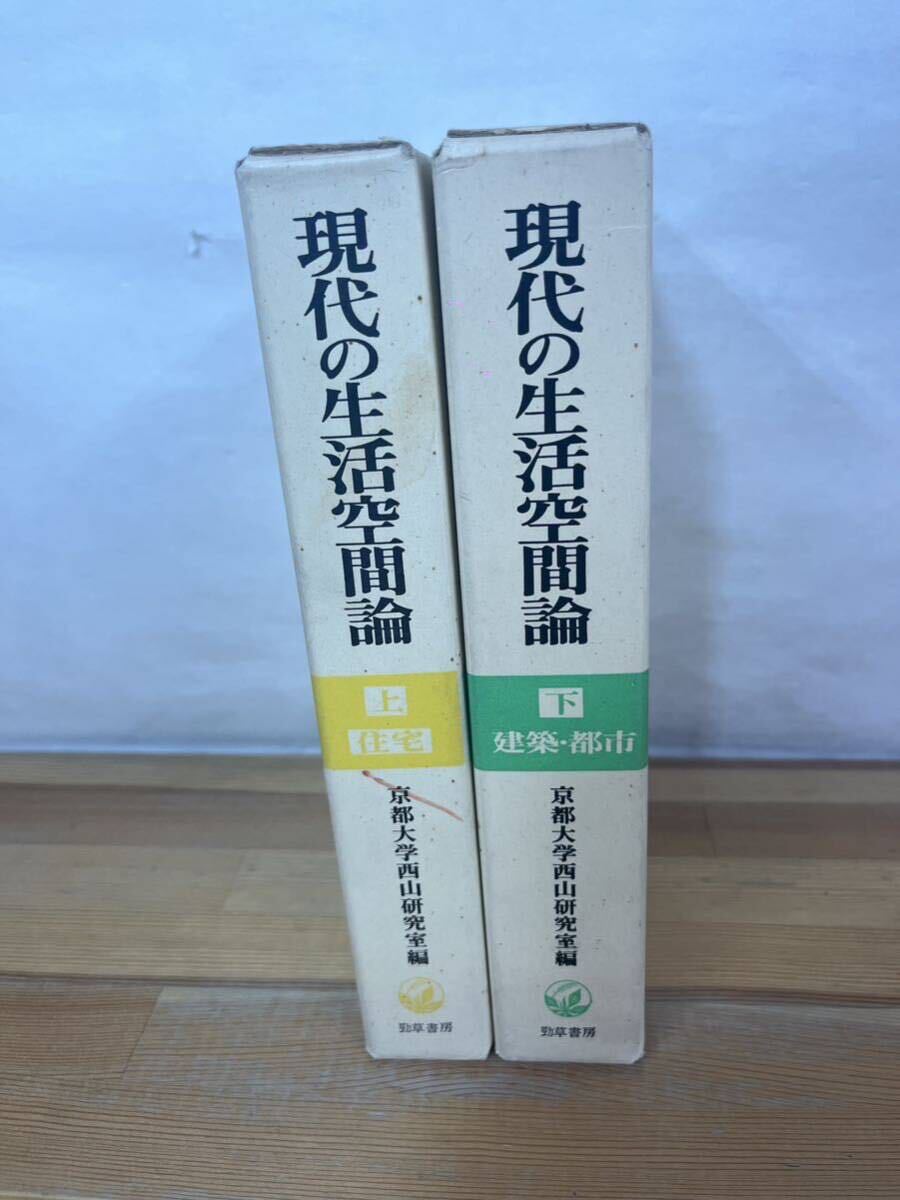 現代の生活空間論
上
住宅
京都大学西山研究室編
勁草書房
現代の生活空間論
下
建築・都市
京都大学西山研究室編
勁草書房